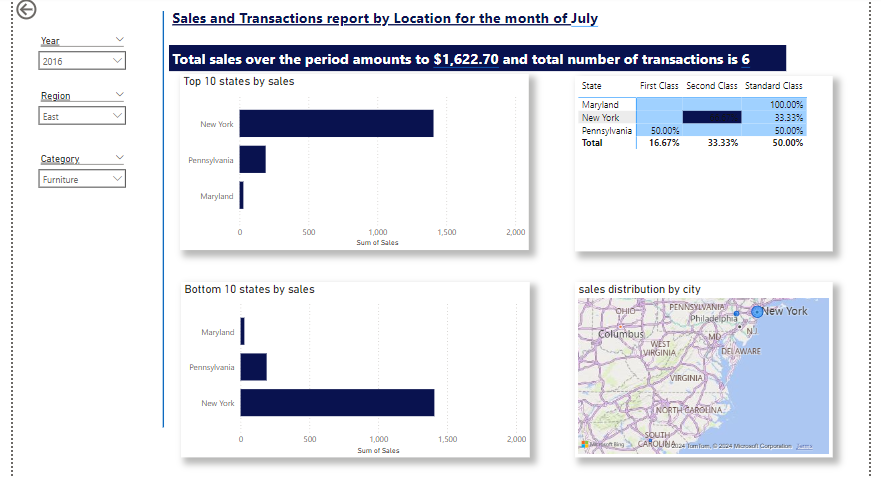 Sales and Transactions report by Location for the month of July
Year
2016
Region
East
Category
Furniture
Total sales over the period amounts to $1,622.70 and total number of transactions is 6
Top 10 states by sales
New York
Pennsylvania
Maryland
0 500 1,000 1,500 2,000
Sum of Sales
State First Class Second Class Standard Class
Maryland 100.00%
New York 33.33%
Pennsylvania 50.00% 50.00%
Total 16.67% 33.33% 50.00%
Bottom 10 states by sales
Maryland
Pennsylvania
New York
0 500 1,000 1,500 2,000
Sum of Sales
sales distribution by city
OHIO
PENNSYLVANIA
New York
Philadelphia
Columbus
MD
NJ
WEST
VIRGINIA
DELAWARE
VIRGINIA
NORTH CAROLINA
SOUTH
CAROLINA
Microsoft Bing
© 2024 TomTom, © 2024 Microsoft Corporation Terms